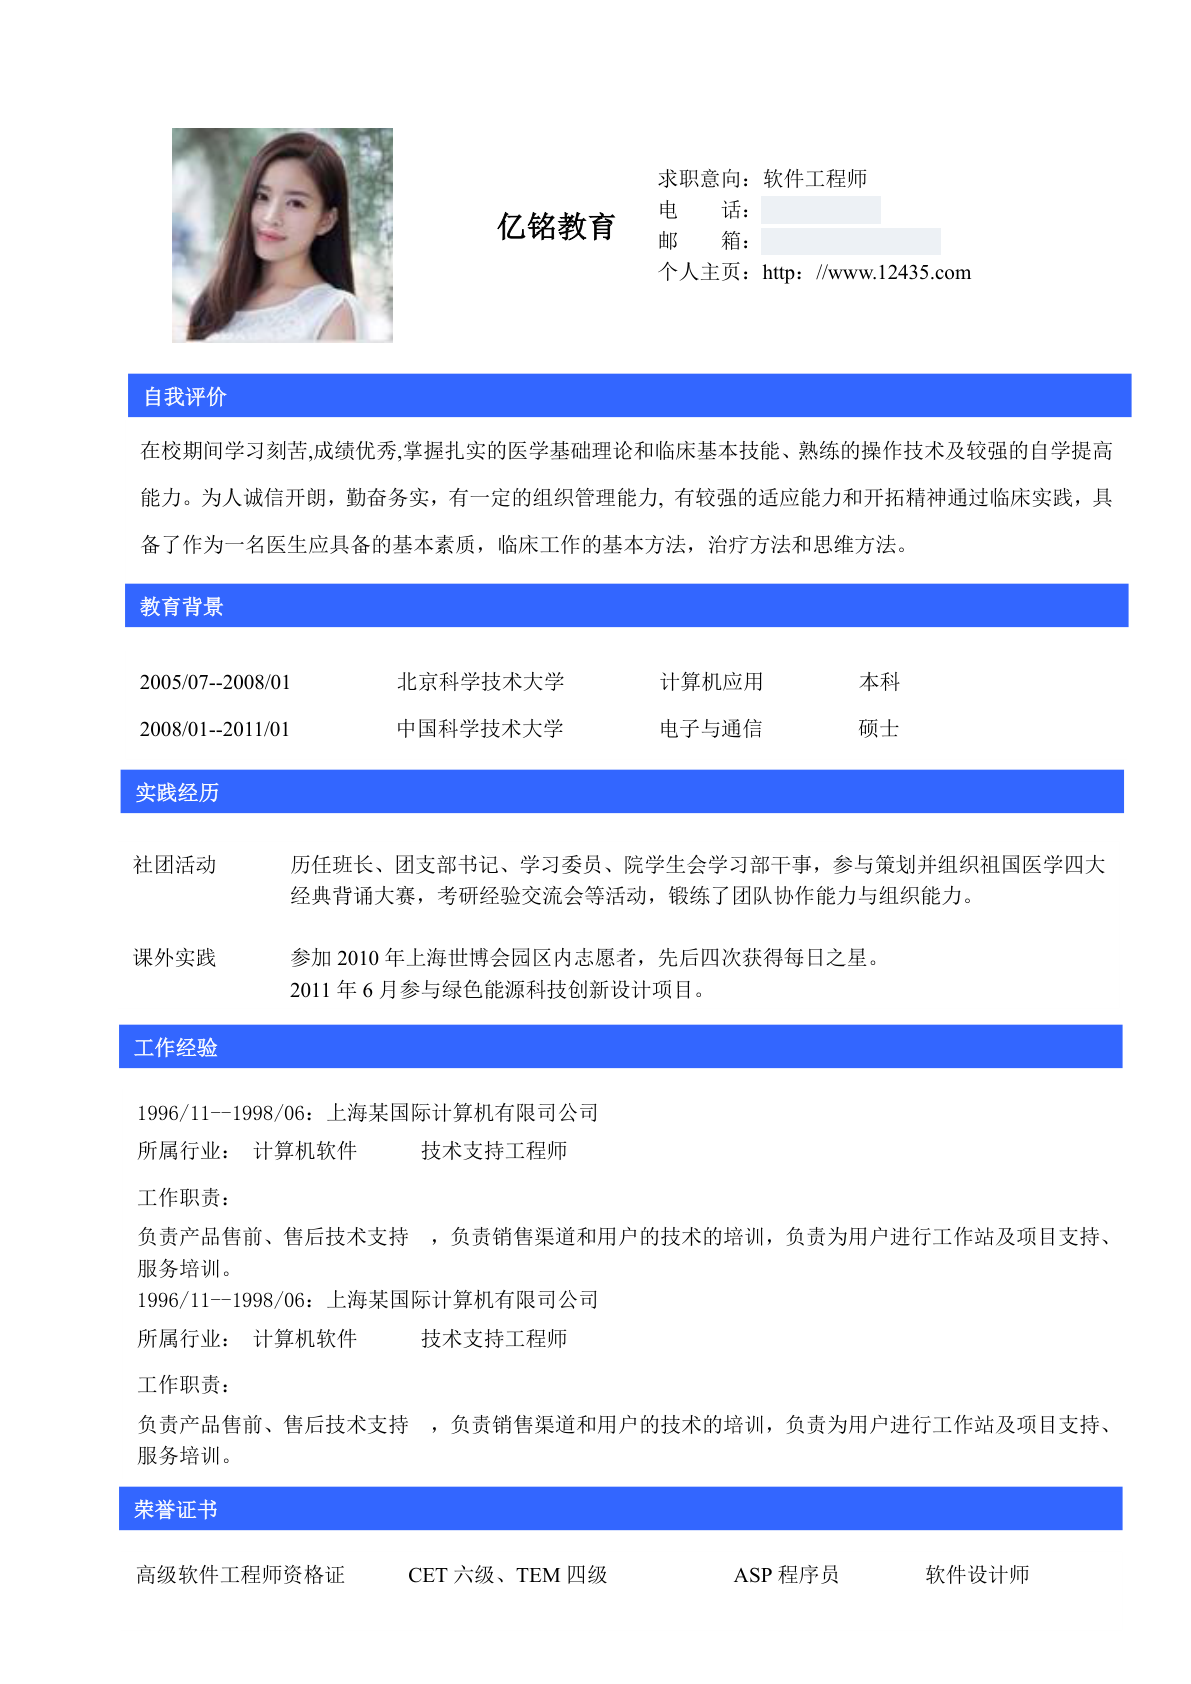 亿铭教育
求职意向：软件工程师
电　　话：
邮　　箱：
个人主页：http：//www.12435.com
自我评价
在校期间学习刻苦,成绩优秀,掌握扎实的医学基础理论和临床基本技能、熟练的操作技术及较强的自学提高
能力。为人诚信开朗，勤奋务实，有一定的组织管理能力, 有较强的适应能力和开拓精神通过临床实践，具
备了作为一名医生应具备的基本素质，临床工作的基本方法，治疗方法和思维方法。
教育背景
2005/07--2008/01 北京科学技术大学 计算机应用 本科
2008/01--2011/01 中国科学技术大学 电子与通信 硕士
实践经历
社团活动 历任班长、团支部书记、学习委员、院学生会学习部干事，参与策划并组织祖国医学四大
经典背诵大赛，考研经验交流会等活动，锻练了团队协作能力与组织能力。
课外实践 参加 2010 年上海世博会园区内志愿者，先后四次获得每日之星。
2011 年 6 月参与绿色能源科技创新设计项目。
工作经验
1996/11--1998/06：上海某国际计算机有限司公司
所属行业： 计算机软件 技术支持工程师
工作职责：
负责产品售前、售后技术支持 ，负责销售渠道和用户的技术的培训，负责为用户进行工作站及项目支持、
服务培训。
1996/11--1998/06：上海某国际计算机有限司公司
所属行业： 计算机软件 技术支持工程师
工作职责：
负责产品售前、售后技术支持 ，负责销售渠道和用户的技术的培训，负责为用户进行工作站及项目支持、
服务培训。
荣誉证书
高级软件工程师资格证 CET 六级、TEM 四级 ASP 程序员 软件设计师